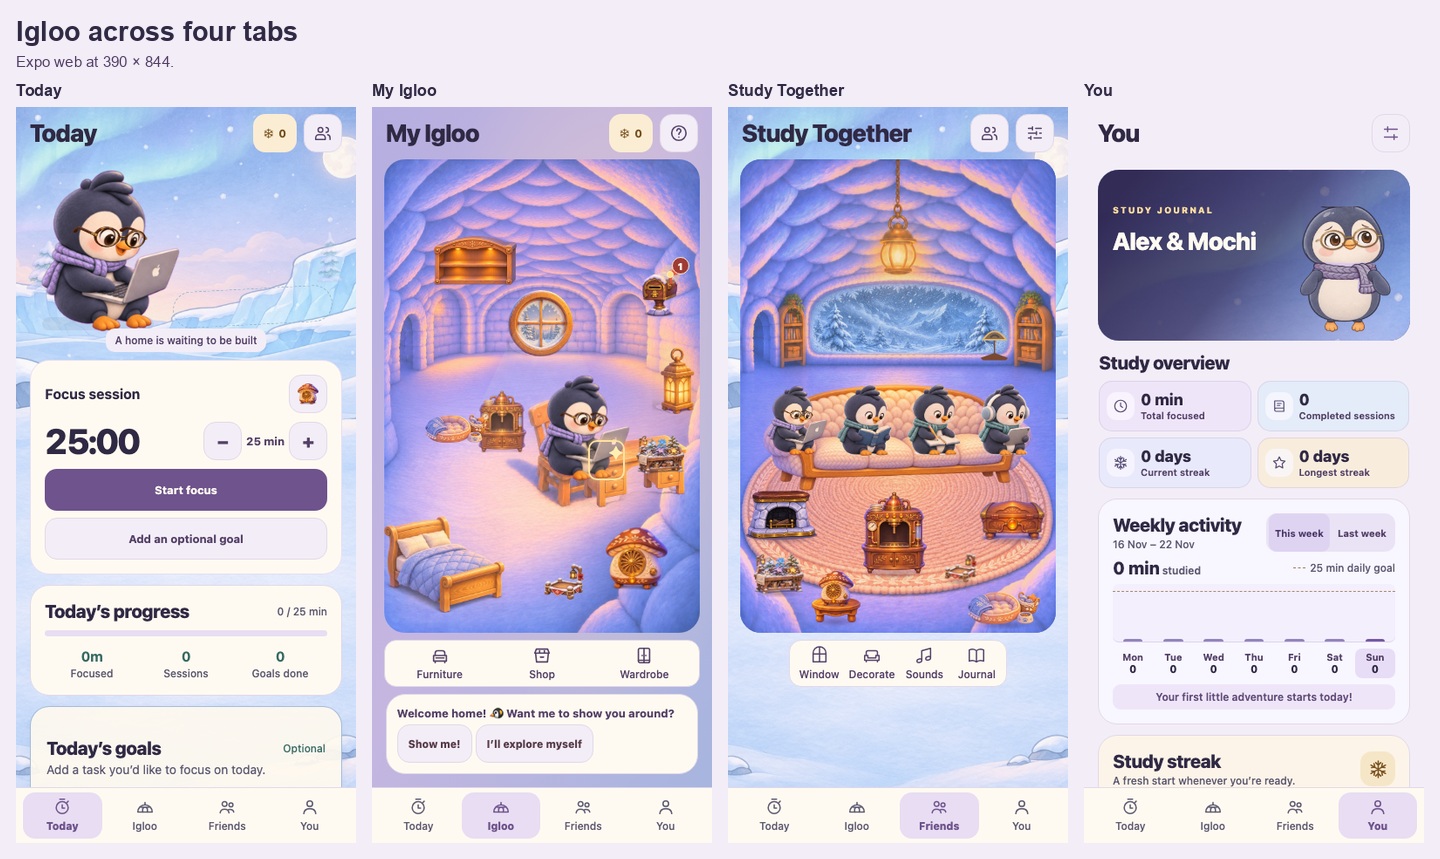 Igloo across four tabs
Expo web at 390 × 844.
Today
Today
0
A home is waiting to be built
Focus session
25:00
− 25 min +
Start focus
Add an optional goal
Today's progress
0 / 25 min
0m 0 0
Focused Sessions Goals done
Today's goals
Optional
Add a task you'd like to focus on today.
Today Igloo Friends You
My Igloo
My Igloo
0
1
Furniture Shop Wardrobe
Welcome home! Want me to show you around?
Show me! I'll explore myself
Today Igloo Friends You
Study Together
Study Together
Window Decorate Sounds Journal
Today Igloo Friends You
You
You
STUDY JOURNAL
Alex & Mochi
Study overview
0 min
Total focused
0
Completed sessions
0 days
Current streak
0 days
Longest streak
Weekly activity
16 Nov – 22 Nov
This week Last week
0 min studied
25 min daily goal
Mon Tue Wed Thu Fri Sat Sun
0 0 0 0 0 0 0
Your first little adventure starts today!
Study streak
A fresh start whenever you're ready.
Today Igloo Friends You